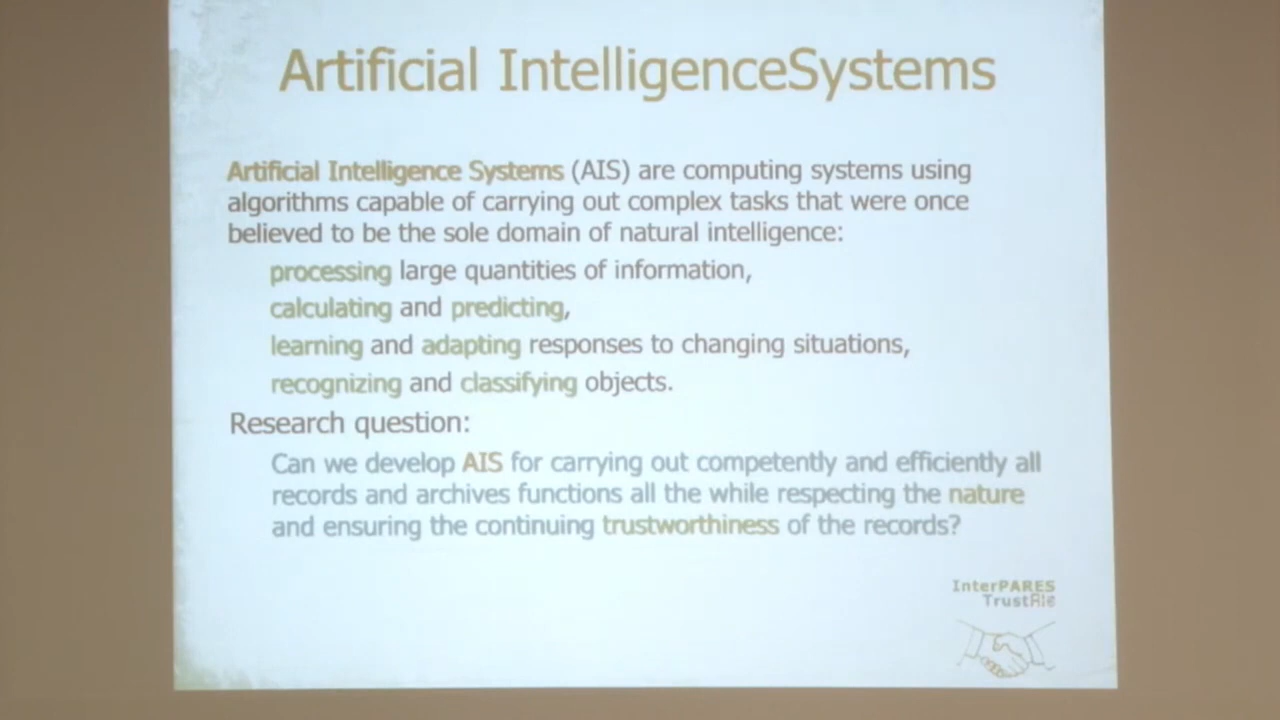 Artificial IntelligenceSystems
Artificial Intelligence Systems (AIS) are computing systems using
algorithms capable of carrying out complex tasks that were once
believed to be the sole domain of natural intelligence:
processing large quantities of information,
calculating and predicting,
learning and adapting responses to changing situations,
recognizing and classifying objects.
Research question:
Can we develop AIS for carrying out competently and efficiently all
records and archives functions all the while respecting the nature
and ensuring the continuing trustworthiness of the records?
InterPARES
Trust